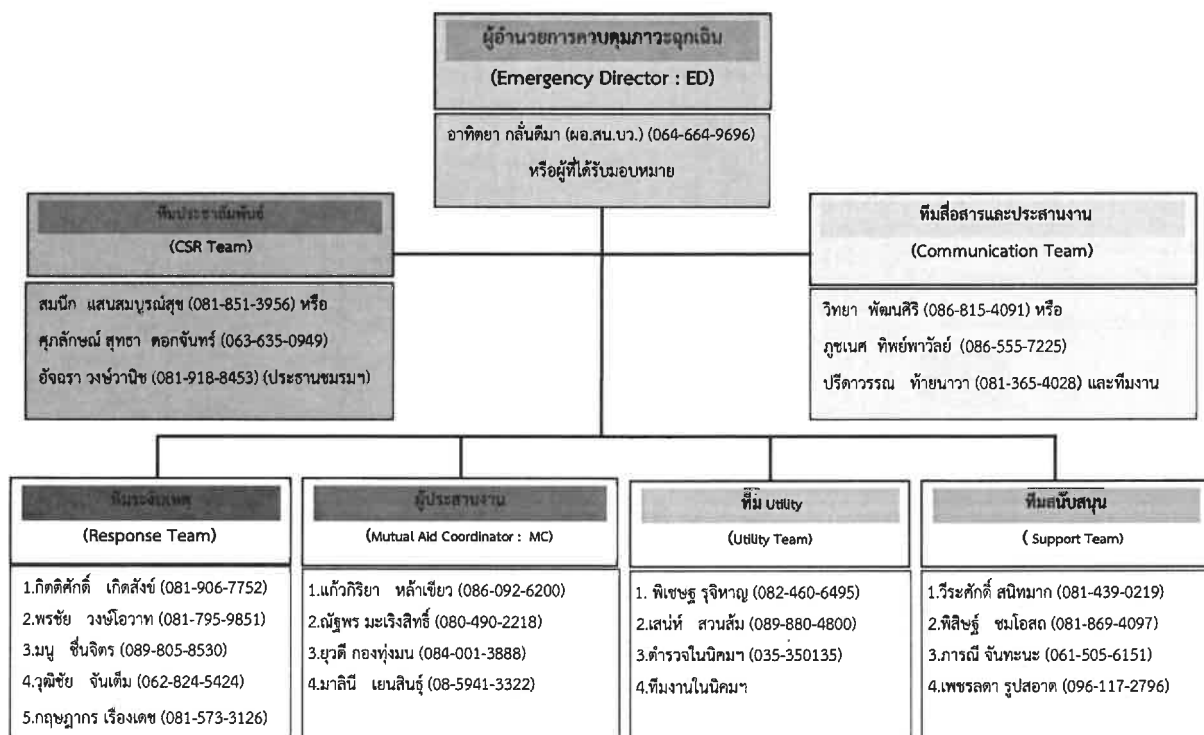 ผู้อำนวยการควบคุมภาวะฉุกเฉิน
(Emergency Director : ED)
อาทิตยา กลั่นดีมา (ผอ.สน.บว.) (064-664-9696)
หรือผู้ที่ได้รับมอบหมาย
ทีมประชาสัมพันธ์
(CSR Team)
สมนึก แสนสมบูรณ์สุข (081-851-3956) หรือ
ศุภลักษณ์ สุทธา ดอกจันทร์ (063-635-0949)
อัจฉรา วงษ์วานิช (081-918-8453) (ประธานชมรมฯ)
ทีมสื่อสารและประสานงาน
(Communication Team)
วิทยา พัฒนศิริ (086-815-4091) หรือ
ภูชเนศ ทิพย์พาวัลย์ (086-555-7225)
ปรีดาวรรณ ท้ายนาวา (081-365-4028) และทีมงาน
ทีมระงับเหตุ
(Response Team)
1.กิตติศักดิ์ เกิดสังข์ (081-906-7752)
2.พรชัย วงษ์โอวาท (081-795-9851)
3.มนู ชื่นจิตร (089-805-8530)
4.วุฒิชัย จันเต็ม (062-824-5424)
5.กฤษฎากร เรืองเดช (081-573-3126)
ผู้ประสานงาน
(Mutual Aid Coordinator : MC)
1.แก้วกิริยา หล้าเขียว (086-092-6200)
2.ณัฐพร มะเริงสิทธิ์ (080-490-2218)
3.ยุวดี กองทุ่งมน (084-001-3888)
4.มาลินี เยนสินธุ์ (08-5941-3322)
ทีม Utility
(Utility Team)
1. พิเชษฐ รุจิหาญ (082-460-6495)
2.เสน่ห์ สวนส้ม (089-880-4800)
3.ตำรวจในนิคมฯ (035-350135)
4.ทีมงานในนิคมฯ
ทีมสนับสนุน
( Support Team)
1.วีระศักดิ์ สนิทมาก (081-439-0219)
2.พิสิษฐ์ ชมโอสถ (081-869-4097)
3.ภารณี จันทะนะ (061-505-6151)
4.เพชรลดา รูปสอาด (096-117-2796)